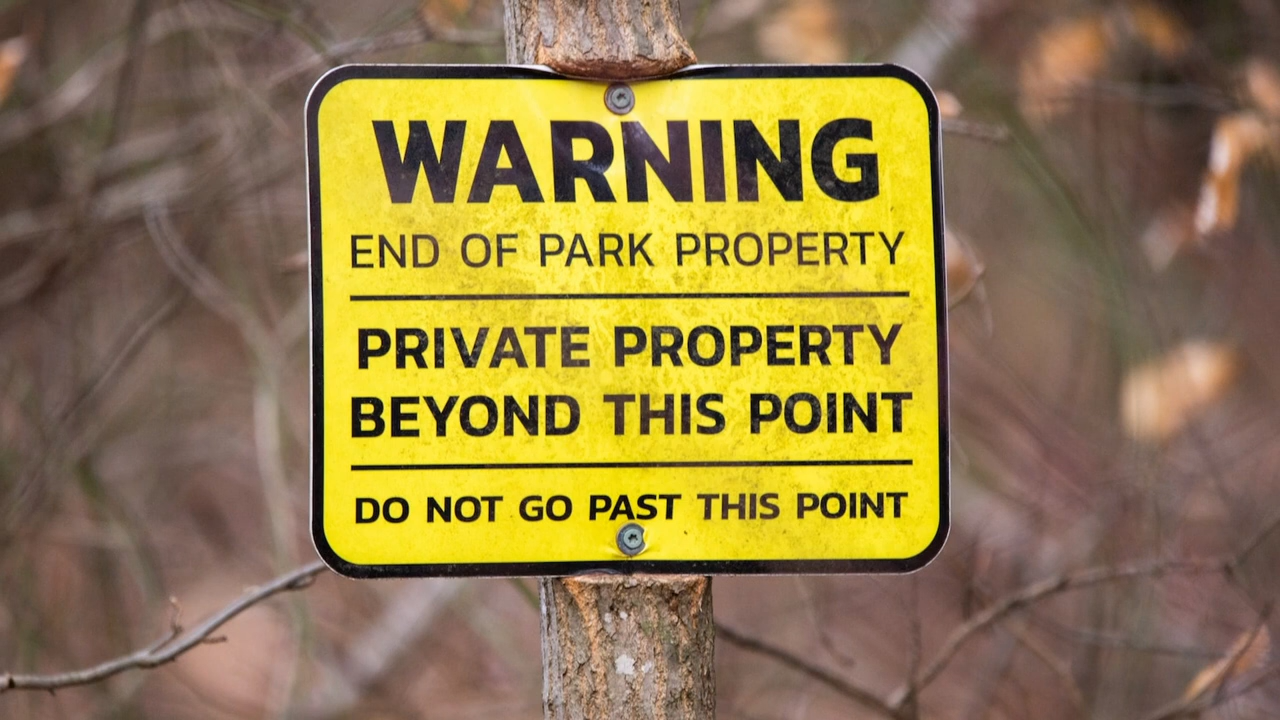 WARNING
END OF PARK PROPERTY
PRIVATE PROPERTY
BEYOND THIS POINT
DO NOT GO PAST THIS POINT